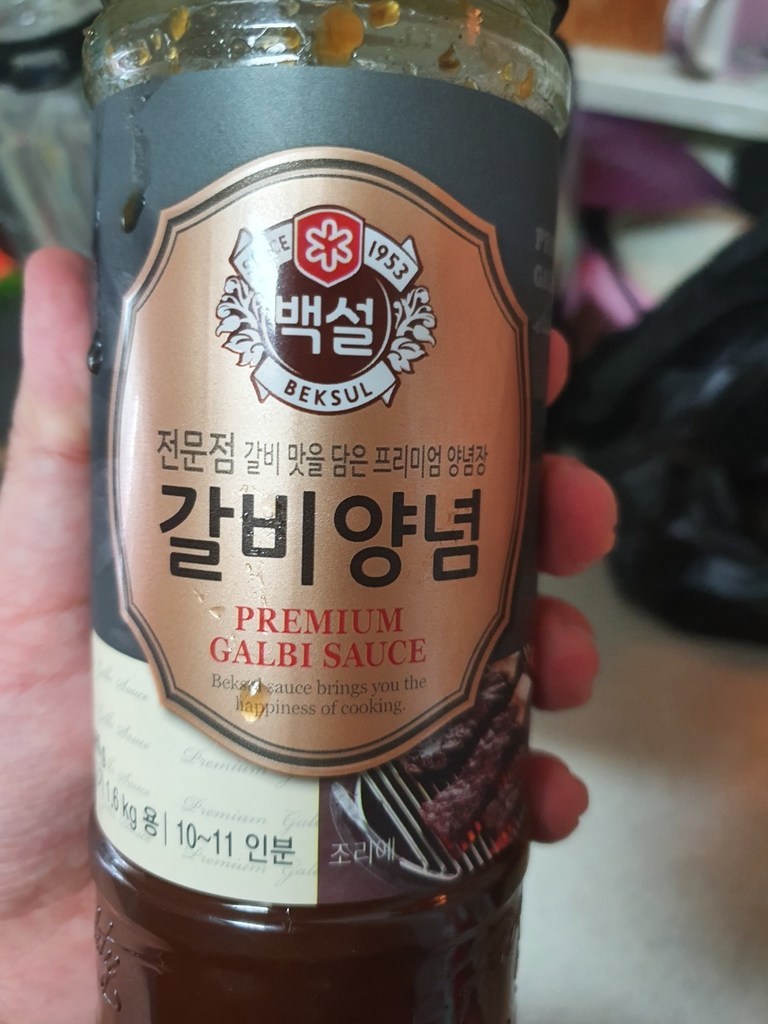 1953
백설
BEKSUL
전문점 갈비 맛을 담은 프리미엄 양념장
갈비양념
PREMIUM
GALBI SAUCE
Beksul sauce brings you the
happiness of cooking.
1.6 kg 용 | 10~11 인분
조리예